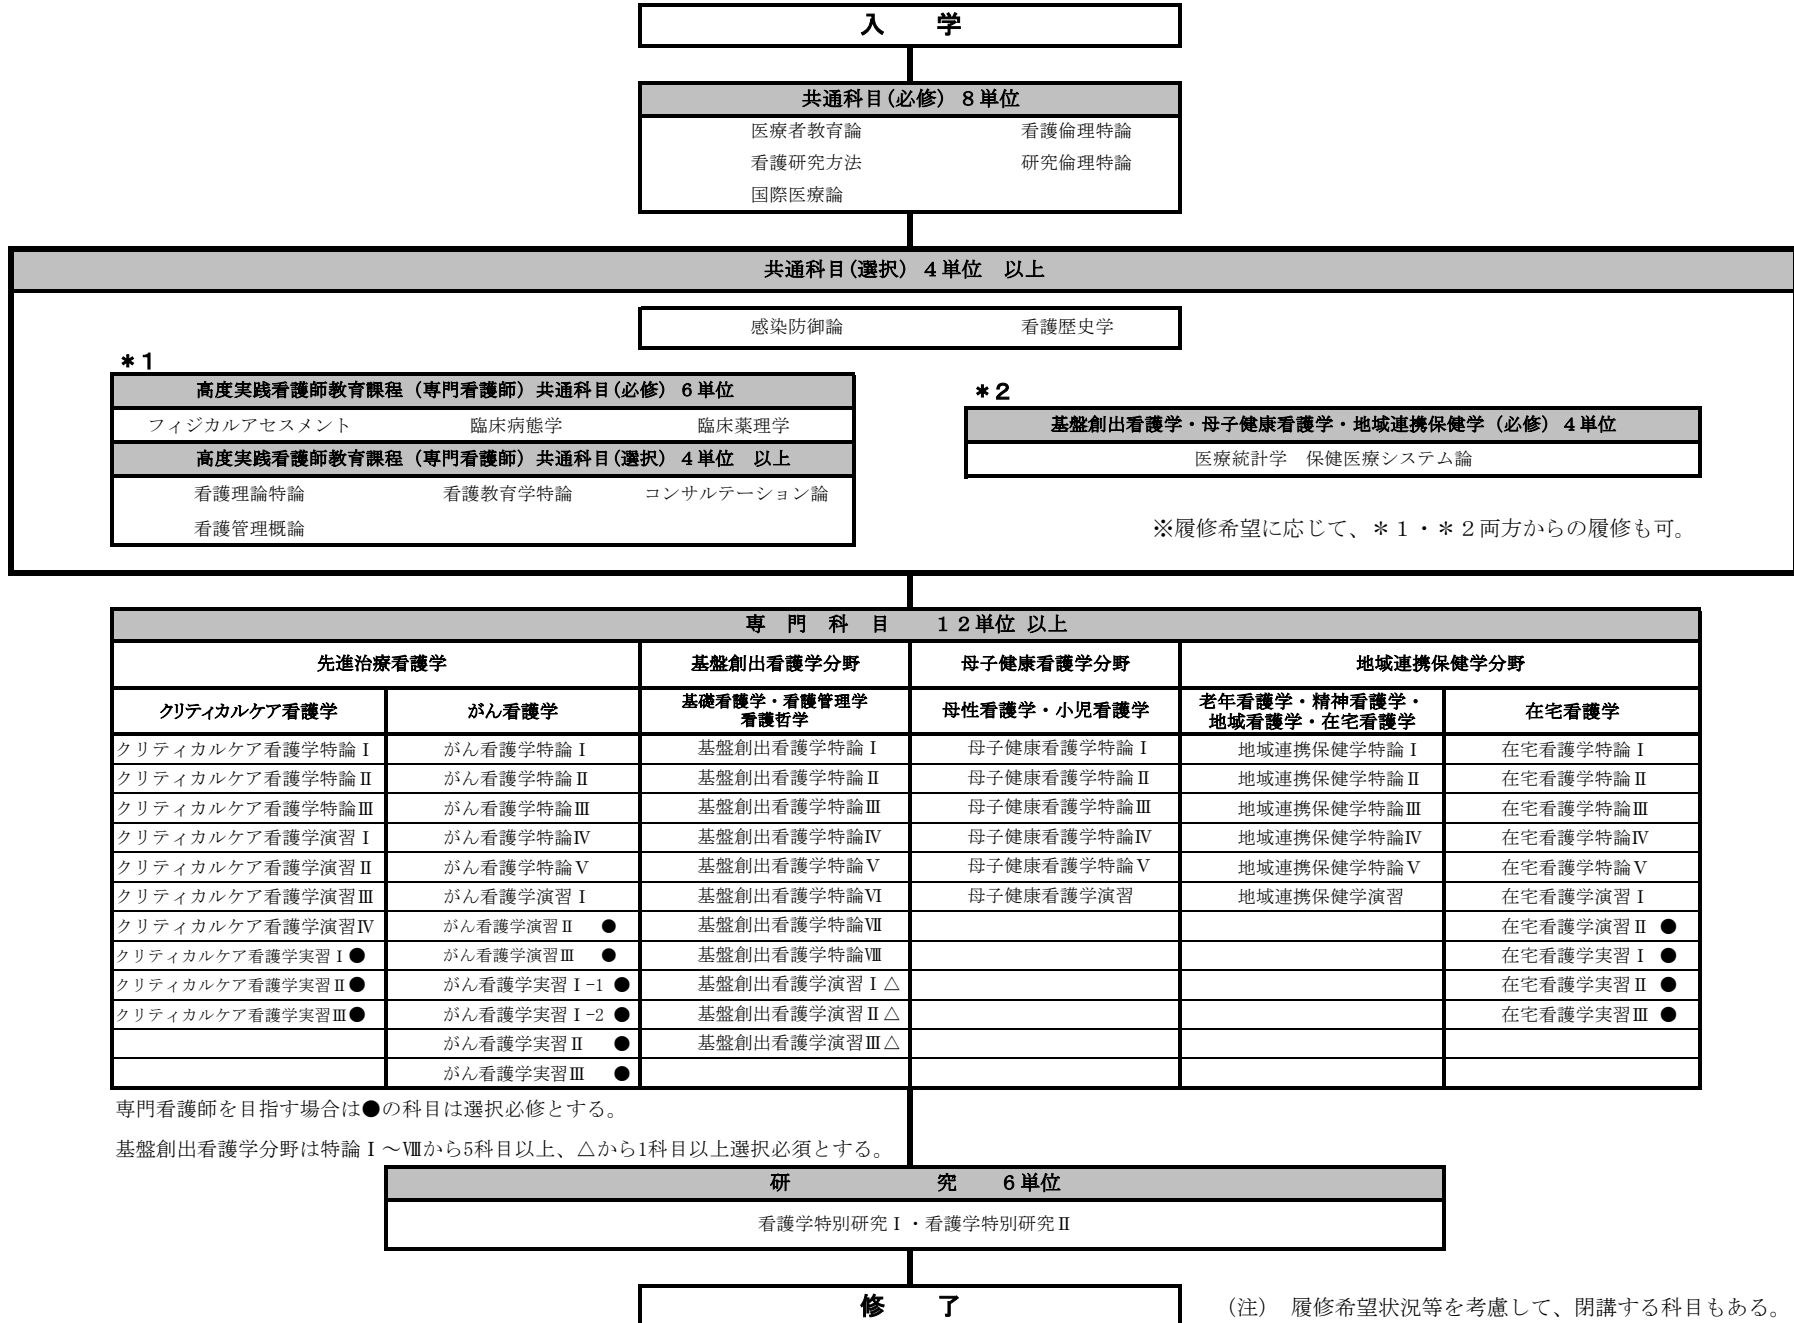 入　学
共通科目(必修) ８単位
医療者教育論　看護倫理特論
看護研究方法　研究倫理特論
国際医療論
共通科目(選択) ４単位　以上
感染防御論　看護歴史学
＊１
高度実践看護師教育課程（専門看護師）共通科目(必修) ６単位
フィジカルアセスメント　臨床病態学　臨床薬理学
高度実践看護師教育課程（専門看護師）共通科目(選択) ４単位　以上
看護理論特論　看護教育学特論　コンサルテーション論
看護管理概論
＊２
基盤創出看護学・母子健康看護学・地域連携保健学（必修）４単位
医療統計学　保健医療システム論
※履修希望に応じて、＊１・＊２両方からの履修も可。
専　門　科　目　１２単位 以上
先進治療看護学　基盤創出看護学分野　母子健康看護学分野　地域連携保健学分野
クリティカルケア看護学　がん看護学　基礎看護学・看護管理学　母性看護学・小児看護学　老年看護学・精神看護学・　在宅看護学
看護哲学　地域看護学・在宅看護学
クリティカルケア看護学特論Ⅰ　がん看護学特論Ⅰ　基盤創出看護学特論Ⅰ　母子健康看護学特論Ⅰ　地域連携保健学特論Ⅰ　在宅看護学特論Ⅰ
クリティカルケア看護学特論Ⅱ　がん看護学特論Ⅱ　基盤創出看護学特論Ⅱ　母子健康看護学特論Ⅱ　地域連携保健学特論Ⅱ　在宅看護学特論Ⅱ
クリティカルケア看護学特論Ⅲ　がん看護学特論Ⅲ　基盤創出看護学特論Ⅲ　母子健康看護学特論Ⅲ　地域連携保健学特論Ⅲ　在宅看護学特論Ⅲ
クリティカルケア看護学演習Ⅰ　がん看護学特論Ⅳ　基盤創出看護学特論Ⅳ　母子健康看護学特論Ⅳ　地域連携保健学特論Ⅳ　在宅看護学特論Ⅳ
クリティカルケア看護学演習Ⅱ　がん看護学特論Ⅴ　基盤創出看護学特論Ⅴ　母子健康看護学特論Ⅴ　地域連携保健学特論Ⅴ　在宅看護学特論Ⅴ
クリティカルケア看護学演習Ⅲ　がん看護学演習Ⅰ　基盤創出看護学特論Ⅵ　母子健康看護学演習　地域連携保健学演習　在宅看護学演習Ⅰ
クリティカルケア看護学演習Ⅳ　がん看護学演習Ⅱ　●　基盤創出看護学特論Ⅶ　在宅看護学演習Ⅱ ●
クリティカルケア看護学実習Ⅰ●　がん看護学演習Ⅲ　●　基盤創出看護学特論Ⅷ　在宅看護学実習Ⅰ ●
クリティカルケア看護学実習Ⅱ●　がん看護学実習Ⅰ-1 ●　基盤創出看護学演習Ⅰ△　在宅看護学実習Ⅱ ●
クリティカルケア看護学実習Ⅲ●　がん看護学実習Ⅰ-2 ●　基盤創出看護学演習Ⅱ△　在宅看護学実習Ⅲ ●
がん看護学実習Ⅱ　●　基盤創出看護学演習Ⅲ△
がん看護学実習Ⅲ　●
専門看護師を目指す場合は●の科目は選択必修とする。
基盤創出看護学分野は特論Ⅰ～Ⅷから5科目以上、△から1科目以上選択必須とする。
研　究　６単位
看護学特別研究Ⅰ・看護学特別研究Ⅱ
修　了
（注）　履修希望状況等を考慮して、閉講する科目もある。